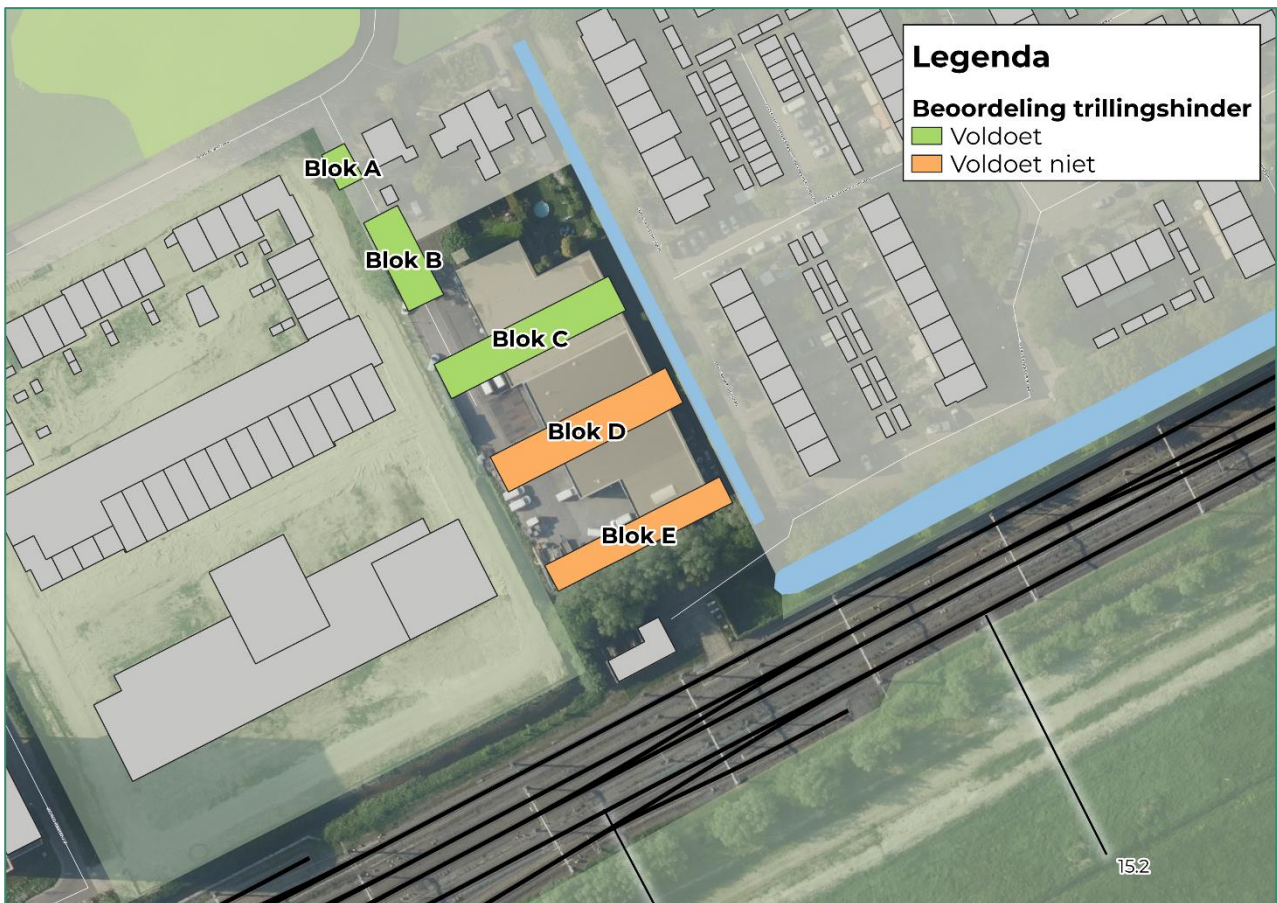 Legenda
Beoordeling trillingshinder
Voldoet
Voldoet niet
Blok A
Blok B
Blok C
Blok D
Blok E
15.2